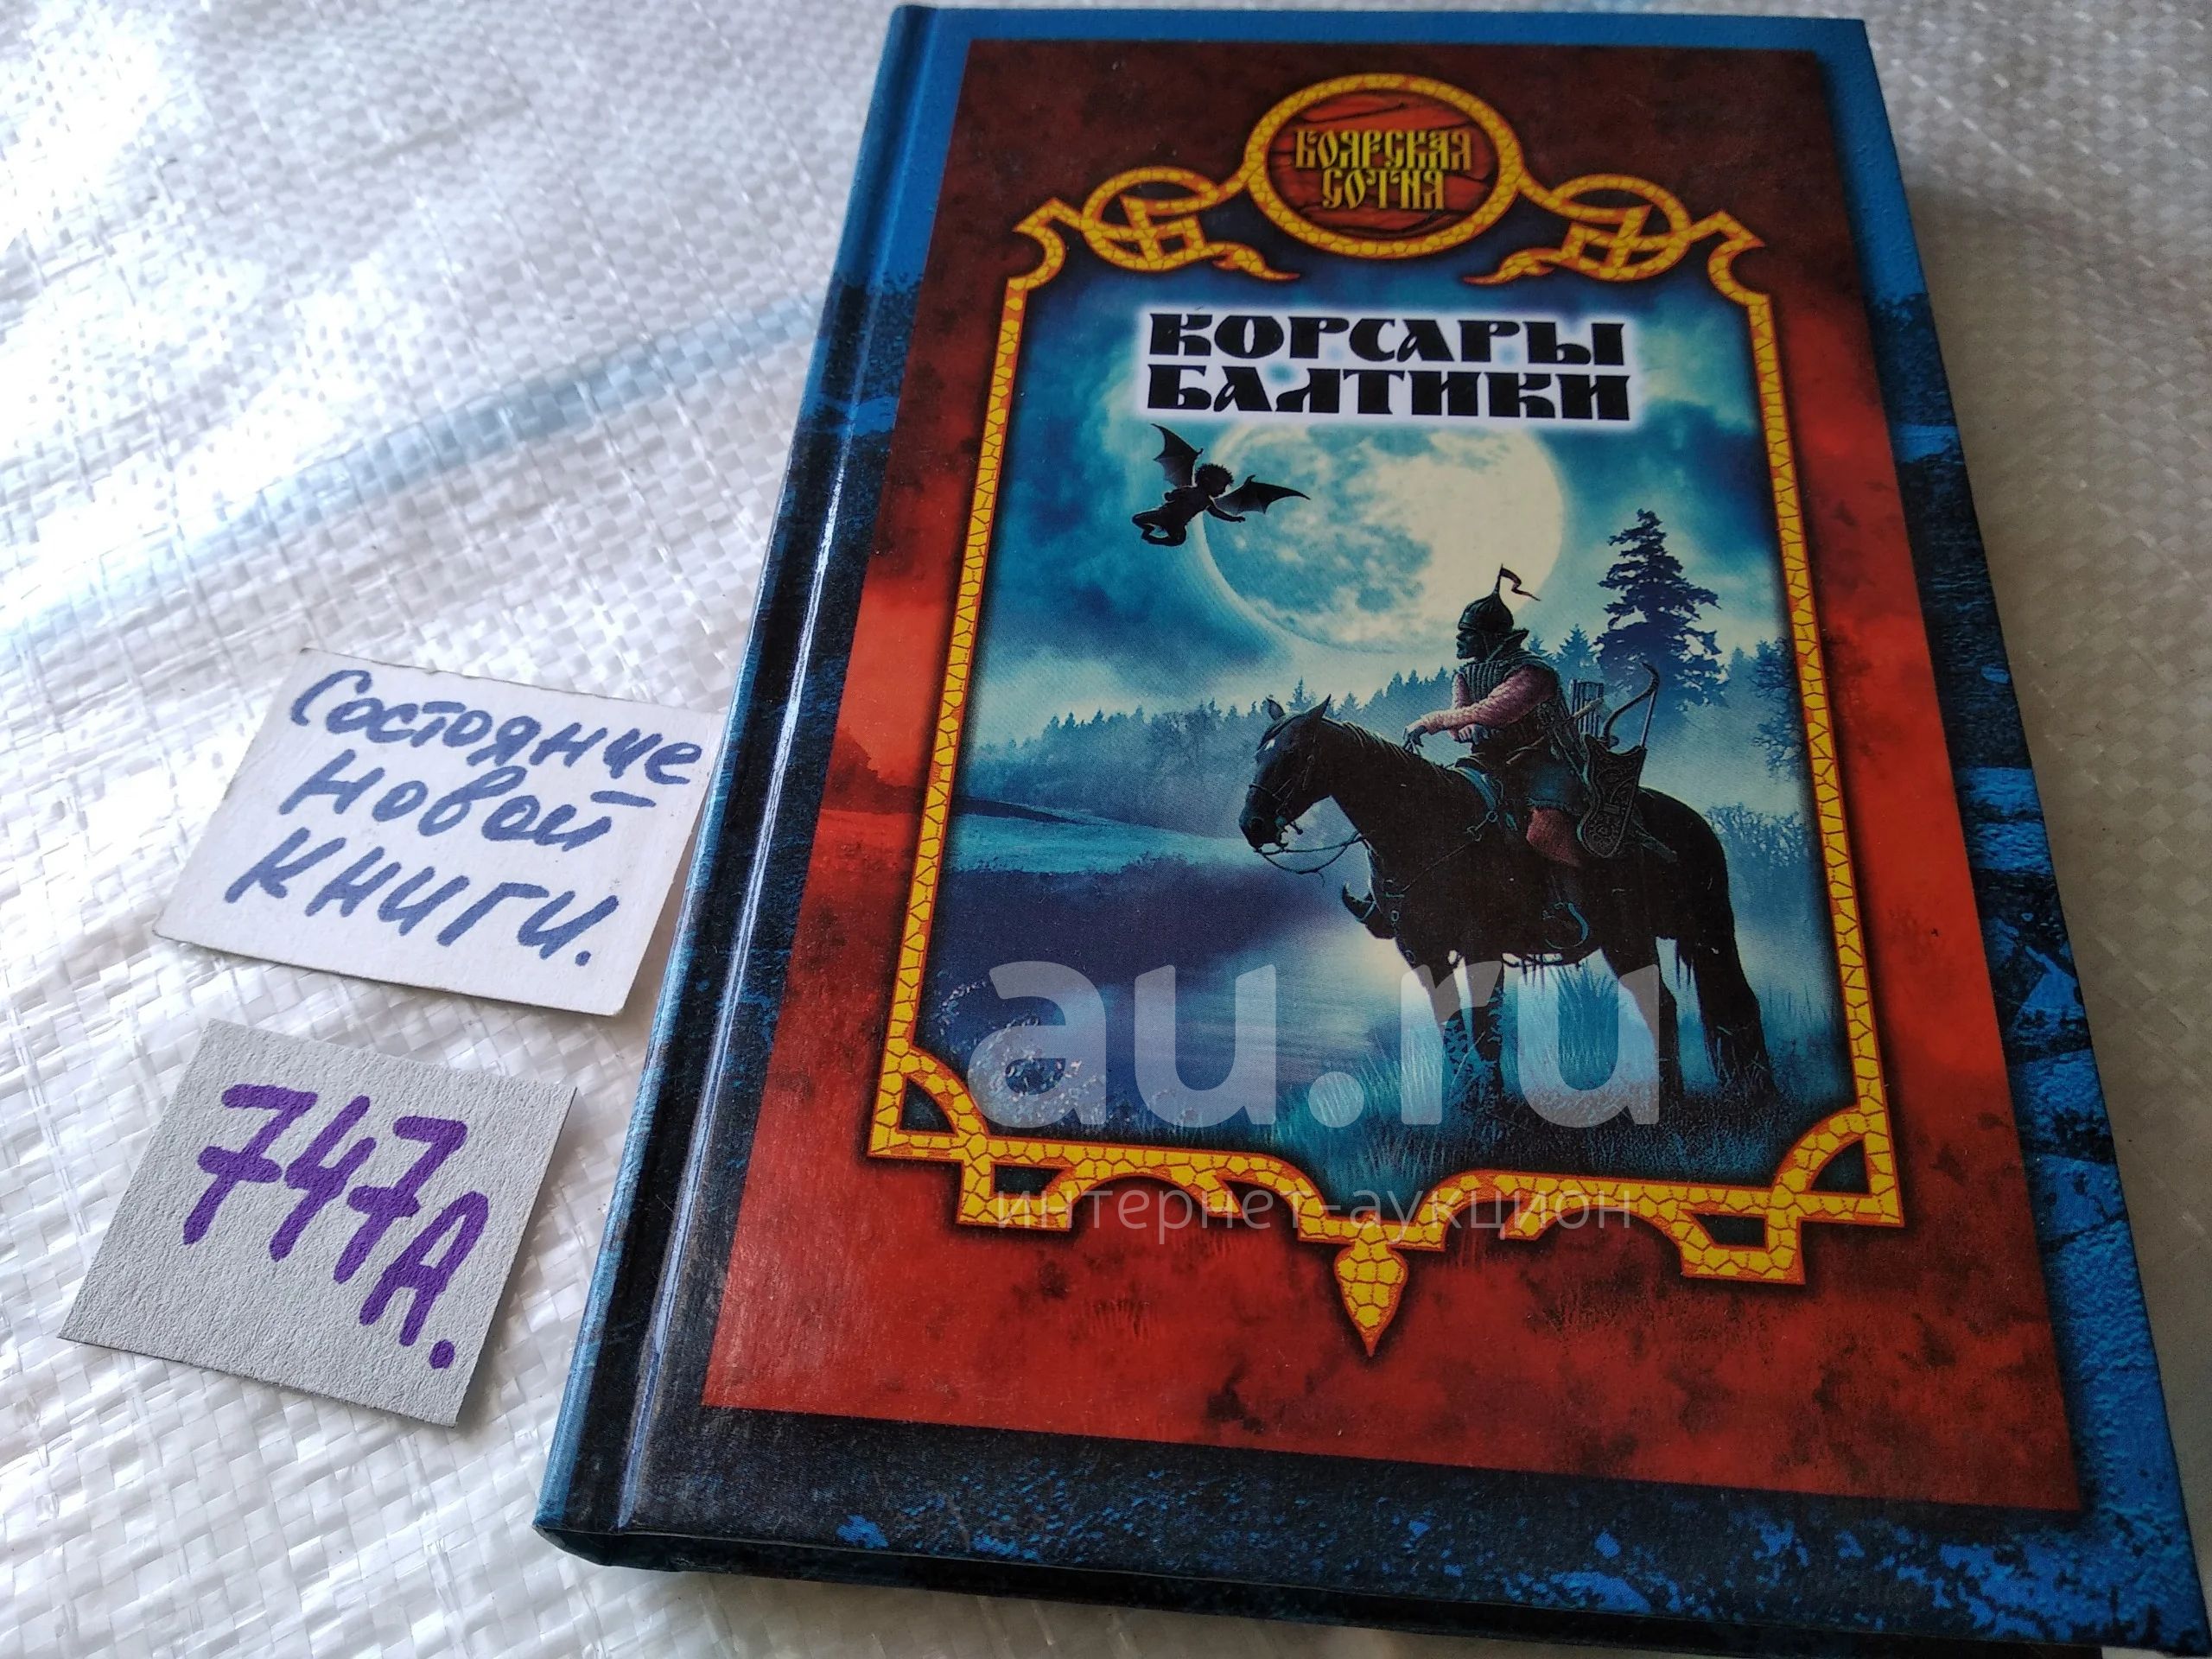 БОЯРСКАЯ
СОТНЯ
КОРСАРЫ
БАЛТИКИ
Состояние
новой
книги.
747А.
au.ru
интернет-аукцион